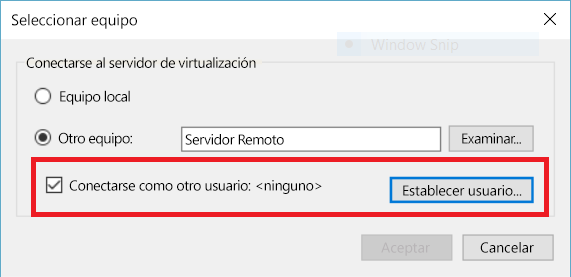 Seleccionar equipo
Window Snip
Conectarse al servidor de virtualización
Equipo local
Otro equipo: Servidor Remoto Examinar...
Conectarse como otro usuario: <ninguno> Establecer usuario...
Aceptar Cancelar